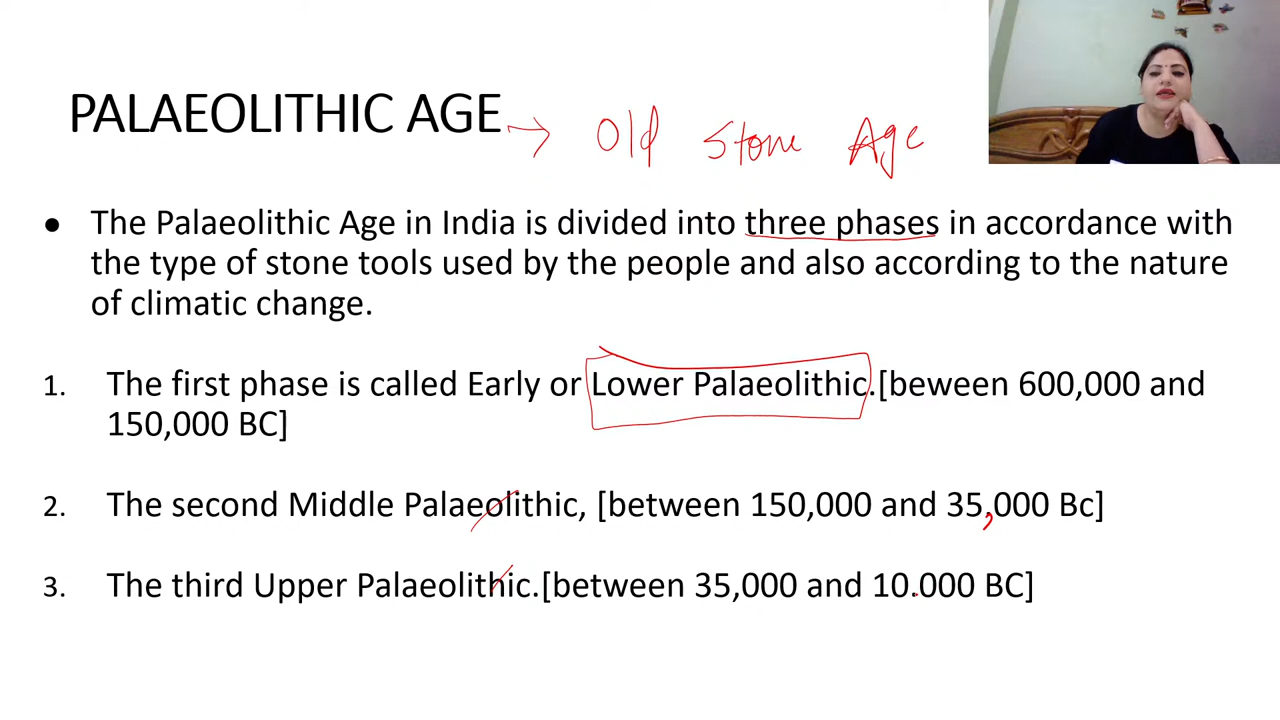 PALAEOLITHIC AGE → Old Stone Age
• The Palaeolithic Age in India is divided into three phases in accordance with
the type of stone tools used by the people and also according to the nature
of climatic change.
1. The first phase is called Early or Lower Palaeolithic.[beween 600,000 and
150,000 BC]
2. The second Middle Palaeolithic, [between 150,000 and 35,000 Bc]
3. The third Upper Palaeolithic.[between 35,000 and 10.000 BC]